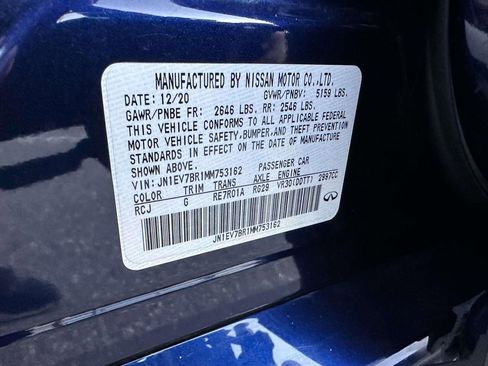 MANUFACTURED BY NISSAN MOTOR CO.,LTD.
DATE: 12/20 GVWR/PNBV: 5159 LBS.
GAWR/PNBE FR: 2646 LBS. RR: 2546 LBS.
THIS VEHICLE CONFORMS TO ALL APPLICABLE FEDERAL
MOTOR VEHICLE SAFETY, BUMPER, AND THEFT PREVENTION
STANDARDS IN EFFECT ON THE DATE OF MANUFACTURE
SHOWN ABOVE.
VIN: JN1EV7BR1MM753162 PASSENGER CAR
COLOR TRIM TRANS AXLE ENGINE
RCJ G RE7R01A RG29 VR30(DDTT) 2997CC
JN1EV7BR1MM753162